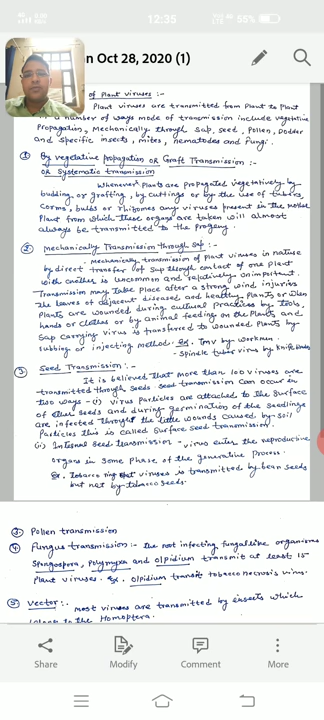 12:35
55%
n Oct 28, 2020 (1)
of Plant viruses :-
Plant viruses are transmitted from plant to plant
a number of ways mode of transmission include vegetative
Propagation, Mechanically through sap, seed, Pollen, Dodder
and specific insects, mites, nematodes and Fungi.
① By vegetative propagation or Graft Transmission :-
or Systematic transmission
Whenever plants are propagated vegetatively by
budding or grafting, by cuttings or by the use of tubers,
Corms, bulbs or rhizomes any viruses present in the mother
Plant from which these organs are taken will almost
always be transmitted to the progeny.
② Mechanically Transmission through Sap :-
Mechanically transmission of plant viruses in nature
by direct transfer of sap through contact of one plant
with another is uncommon and relatively unimportant.
Transmission may take place after a strong wind injuries
the leaves of adjacent diseased and healthy plants or when
Plants are wounded during cultural practices by tools,
hands or clothes or by animal feeding on the plants and
Sap carrying virus is transfered to wounded plants by
rubbing or injecting method. ex. TMV by workmen
- spindle tuber virus by knife
③ Seed Transmission :-
It is believed that more than 100 viruses are
transmitted through seeds seed transmission can occur in
two ways - (i) virus particles are attached to the surface
of seeds and during germination of the seedlings
are infected throught the little wounds caused by soil
Particles this is called surface seed transmission.
(ii) Internal Seed transmission - virus enter the reproductive
organs in some phase of the generative process.
Ex. Tobacco ring viruses is transmitted by bean seeds
but not by tobacco seeds.
③ Pollen transmission
④ Fungus transmission :- the root infecting fungal like organisms
Spongospora, Polymyxa and Olpidium transmit at least 15
Plant viruses. Ex. Olpidium transit tobacco necrosis virus.
⑤ Vector :-
most viruses are transmitted by insects which
to the Homoptera.
Share
Modify
Comment
More